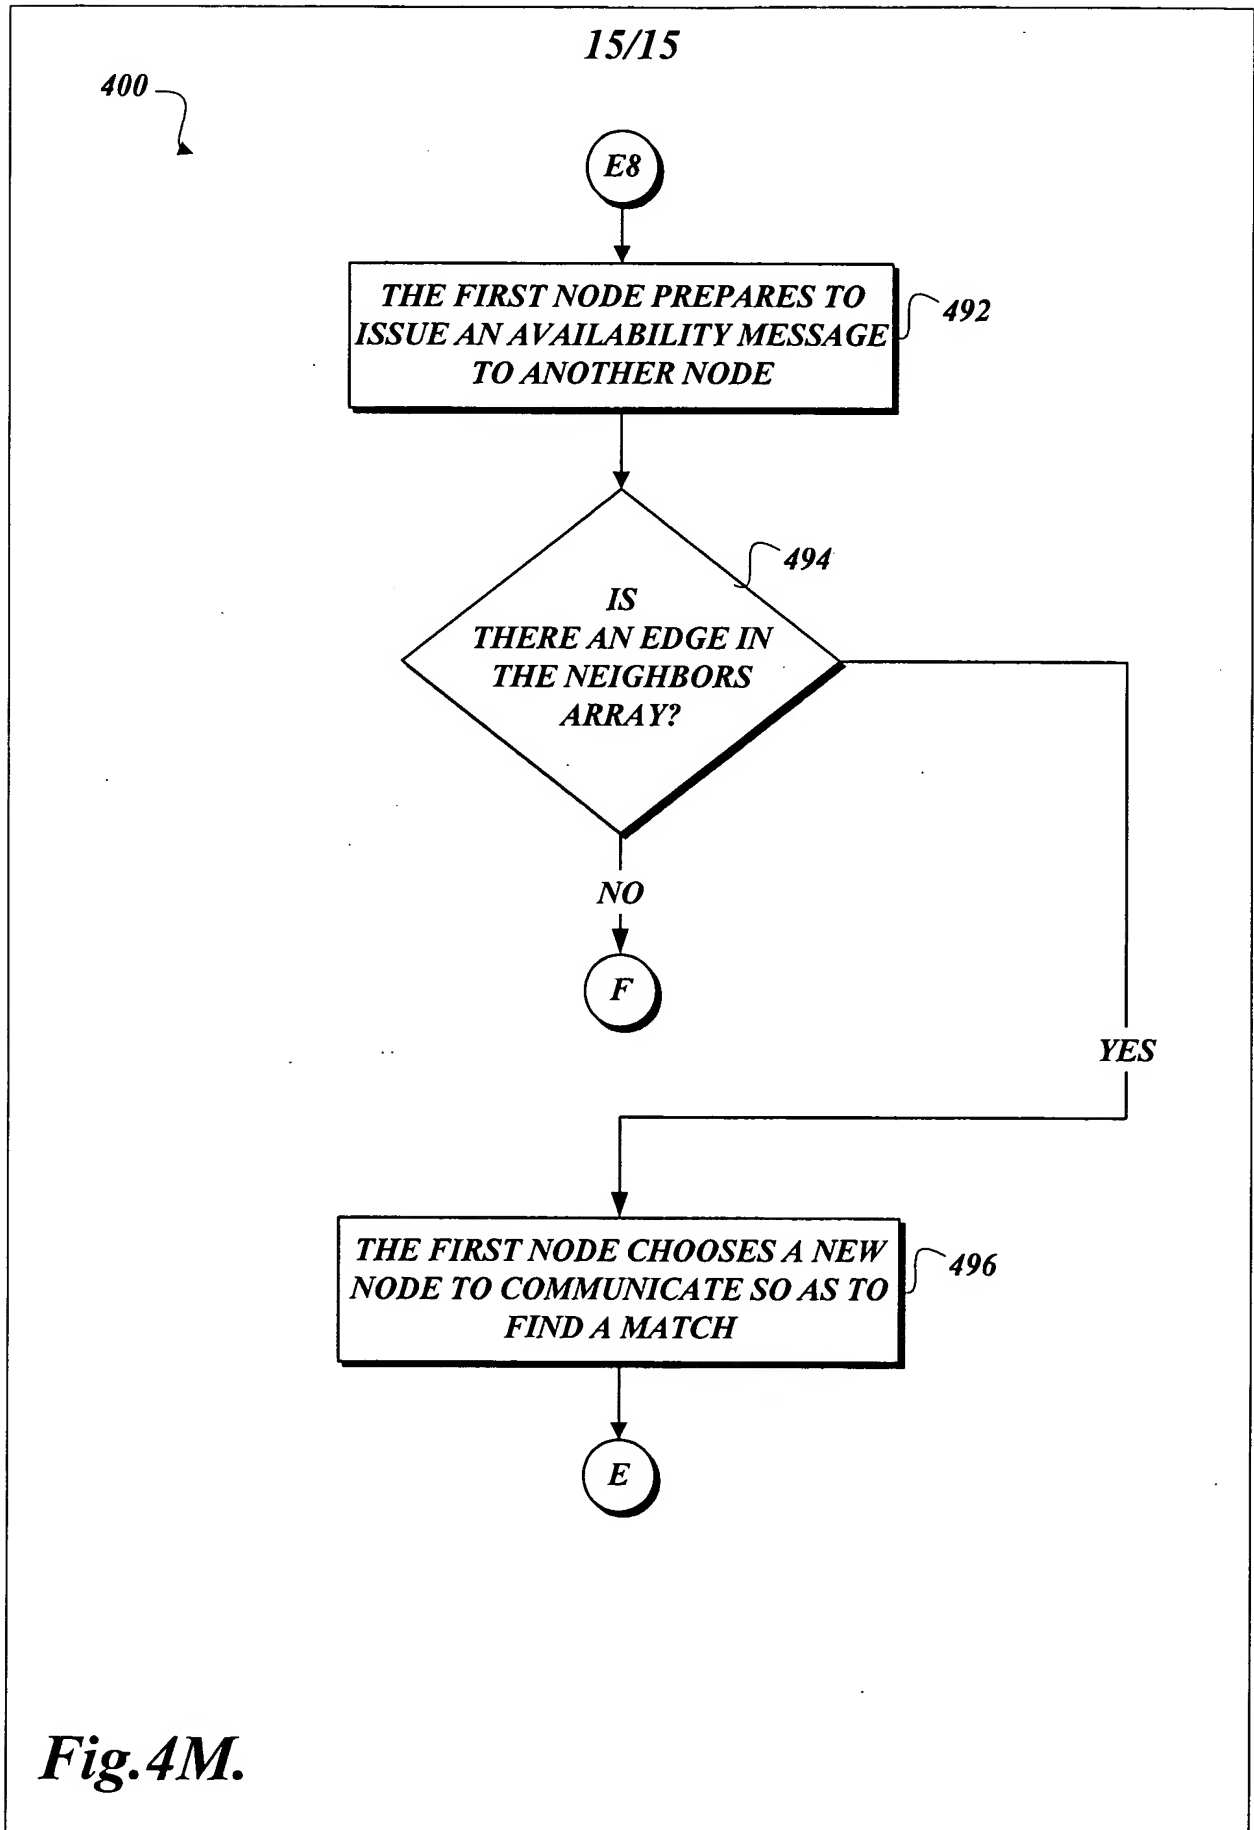 15/15
400
E8
THE FIRST NODE PREPARES TO
ISSUE AN AVAILABILITY MESSAGE
TO ANOTHER NODE
492
494
IS
THERE AN EDGE IN
THE NEIGHBORS
ARRAY?
NO
F
YES
THE FIRST NODE CHOOSES A NEW
NODE TO COMMUNICATE SO AS TO
FIND A MATCH
496
E
Fig.4M.